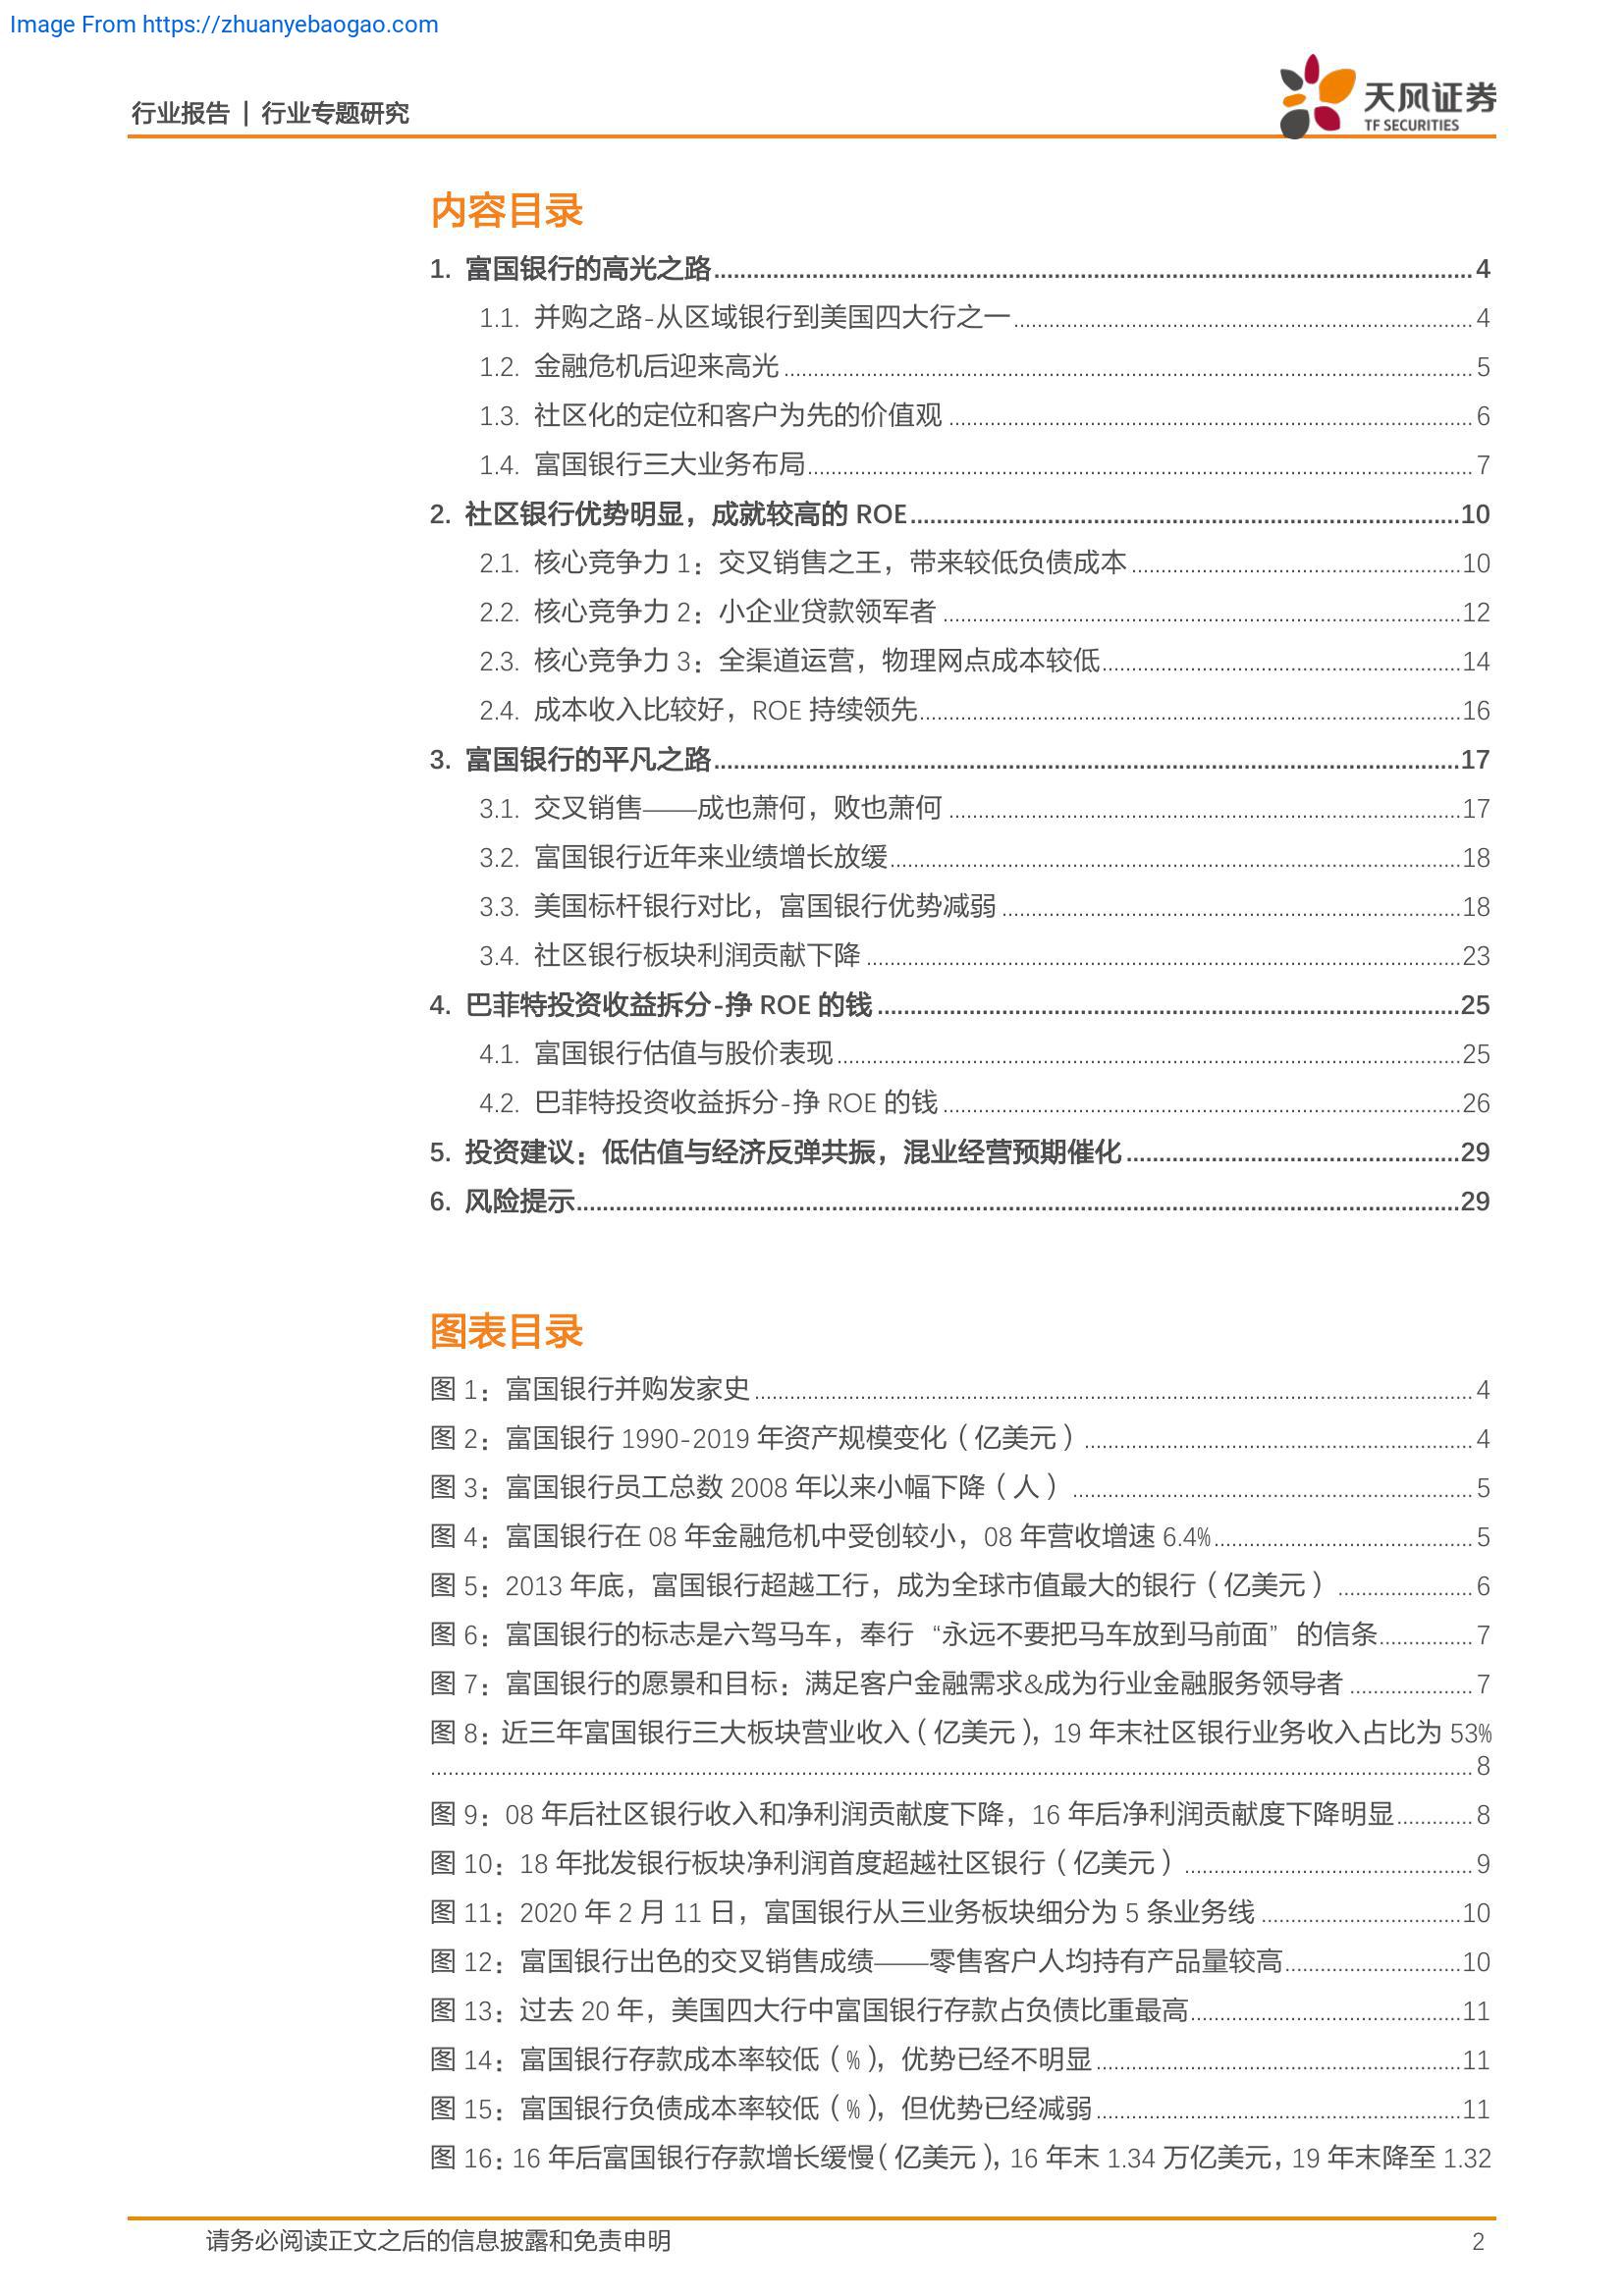 Image From https://zhuanyebaogao.com
行业报告 | 行业专题研究
天风证券
TF SECURITIES
内容目录
1. 富国银行的高光之路 4
1.1. 并购之路-从区域银行到美国四大行之一 4
1.2. 金融危机后迎来高光 5
1.3. 社区化的定位和客户为先的价值观 6
1.4. 富国银行三大业务布局 7
2. 社区银行优势明显，成就较高的 ROE 10
2.1. 核心竞争力 1：交叉销售之王，带来较低负债成本 10
2.2. 核心竞争力 2：小企业贷款领军者 12
2.3. 核心竞争力 3：全渠道运营，物理网点成本较低 14
2.4. 成本收入比较好，ROE 持续领先 16
3. 富国银行的平凡之路 17
3.1. 交叉销售——成也萧何，败也萧何 17
3.2. 富国银行近年来业绩增长放缓 18
3.3. 美国标杆银行对比，富国银行优势减弱 18
3.4. 社区银行板块利润贡献下降 23
4. 巴菲特投资收益拆分-挣 ROE 的钱 25
4.1. 富国银行估值与股价表现 25
4.2. 巴菲特投资收益拆分-挣 ROE 的钱 26
5. 投资建议：低估值与经济反弹共振，混业经营预期催化 29
6. 风险提示 29
图表目录
图 1：富国银行并购发家史 4
图 2：富国银行 1990-2019 年资产规模变化（亿美元） 4
图 3：富国银行员工总数 2008 年以来小幅下降（人） 5
图 4：富国银行在 08 年金融危机中受创较小，08 年营收增速 6.4% 5
图 5：2013 年底，富国银行超越工行，成为全球市值最大的银行（亿美元） 6
图 6：富国银行的标志是六驾马车，奉行“永远不要把马车放到马前面”的信条 7
图 7：富国银行的愿景和目标：满足客户金融需求&成为行业金融服务领导者 7
图 8：近三年富国银行三大板块营业收入（亿美元），19 年末社区银行业务收入占比为 53%
8
图 9：08 年后社区银行收入和净利润贡献度下降，16 年后净利润贡献度下降明显 8
图 10：18 年批发银行板块净利润首度超越社区银行（亿美元） 9
图 11：2020 年 2 月 11 日，富国银行从三业务板块细分为 5 条业务线 10
图 12：富国银行出色的交叉销售成绩——零售客户人均持有产品量较高 10
图 13：过去 20 年，美国四大行中富国银行存款占负债比重最高 11
图 14：富国银行存款成本率较低（%），优势已经不明显 11
图 15：富国银行负债成本率较低（%），但优势已经减弱 11
图 16：16 年后富国银行存款增长缓慢（亿美元），16 年末 1.34 万亿美元，19 年末降至 1.32
请务必阅读正文之后的信息披露和免责申明 2